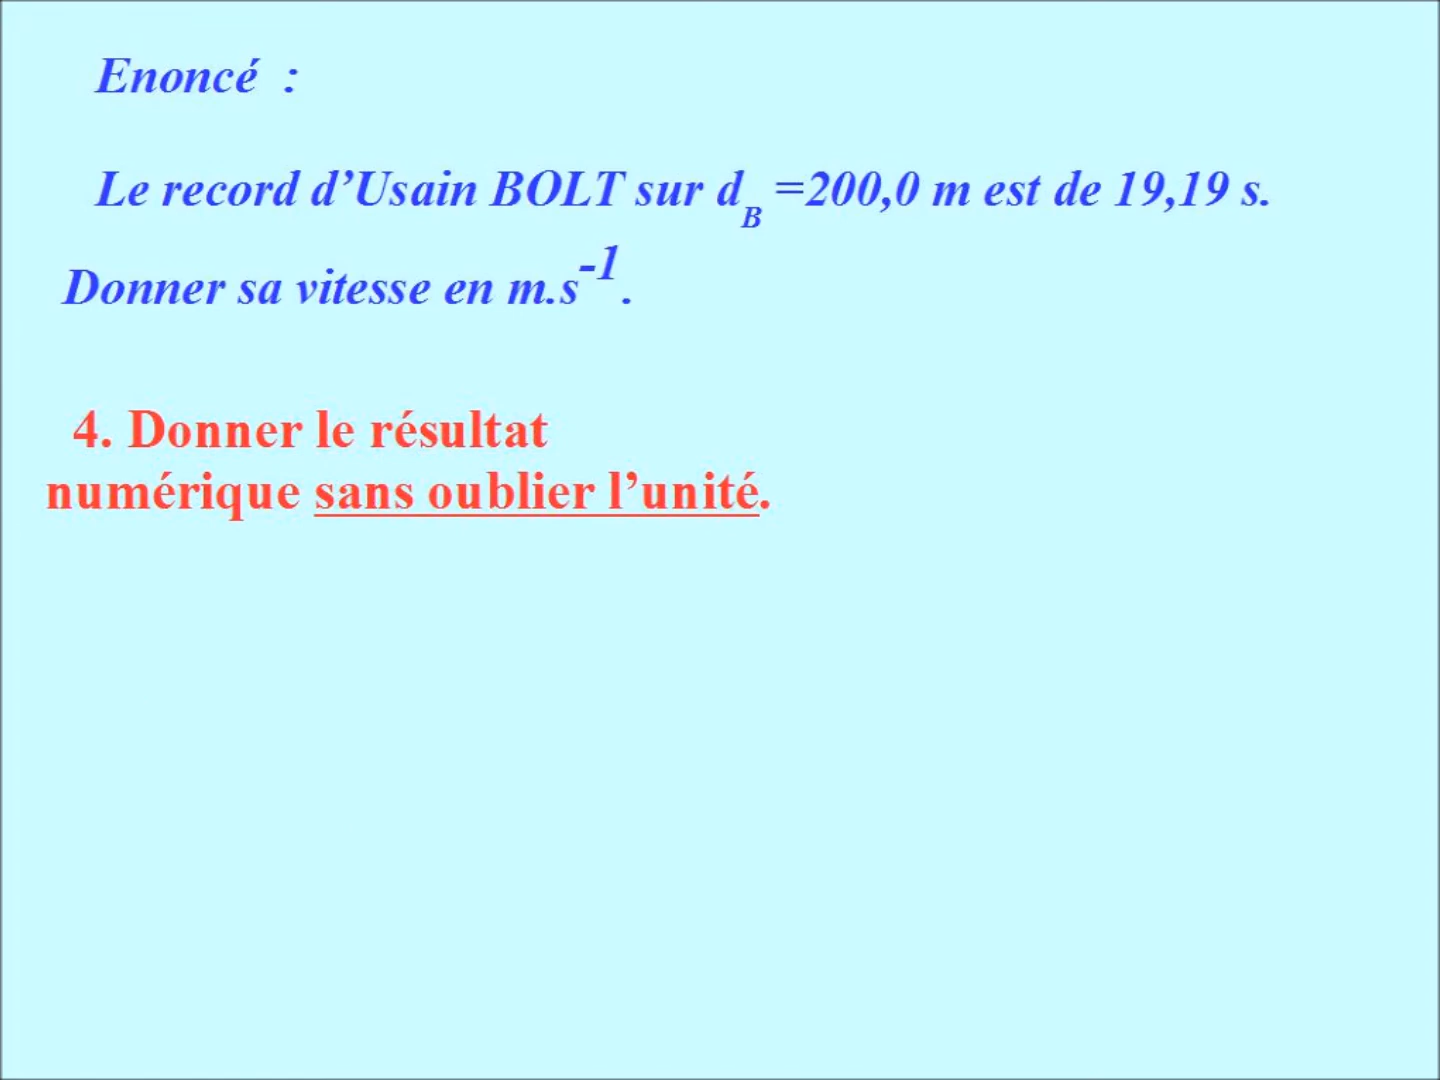 Enoncé :
Le record d’Usain BOLT sur d_B =200,0 m est de 19,19 s.
Donner sa vitesse en m.s^-1.
4. Donner le résultat
numérique sans oublier l’unité.